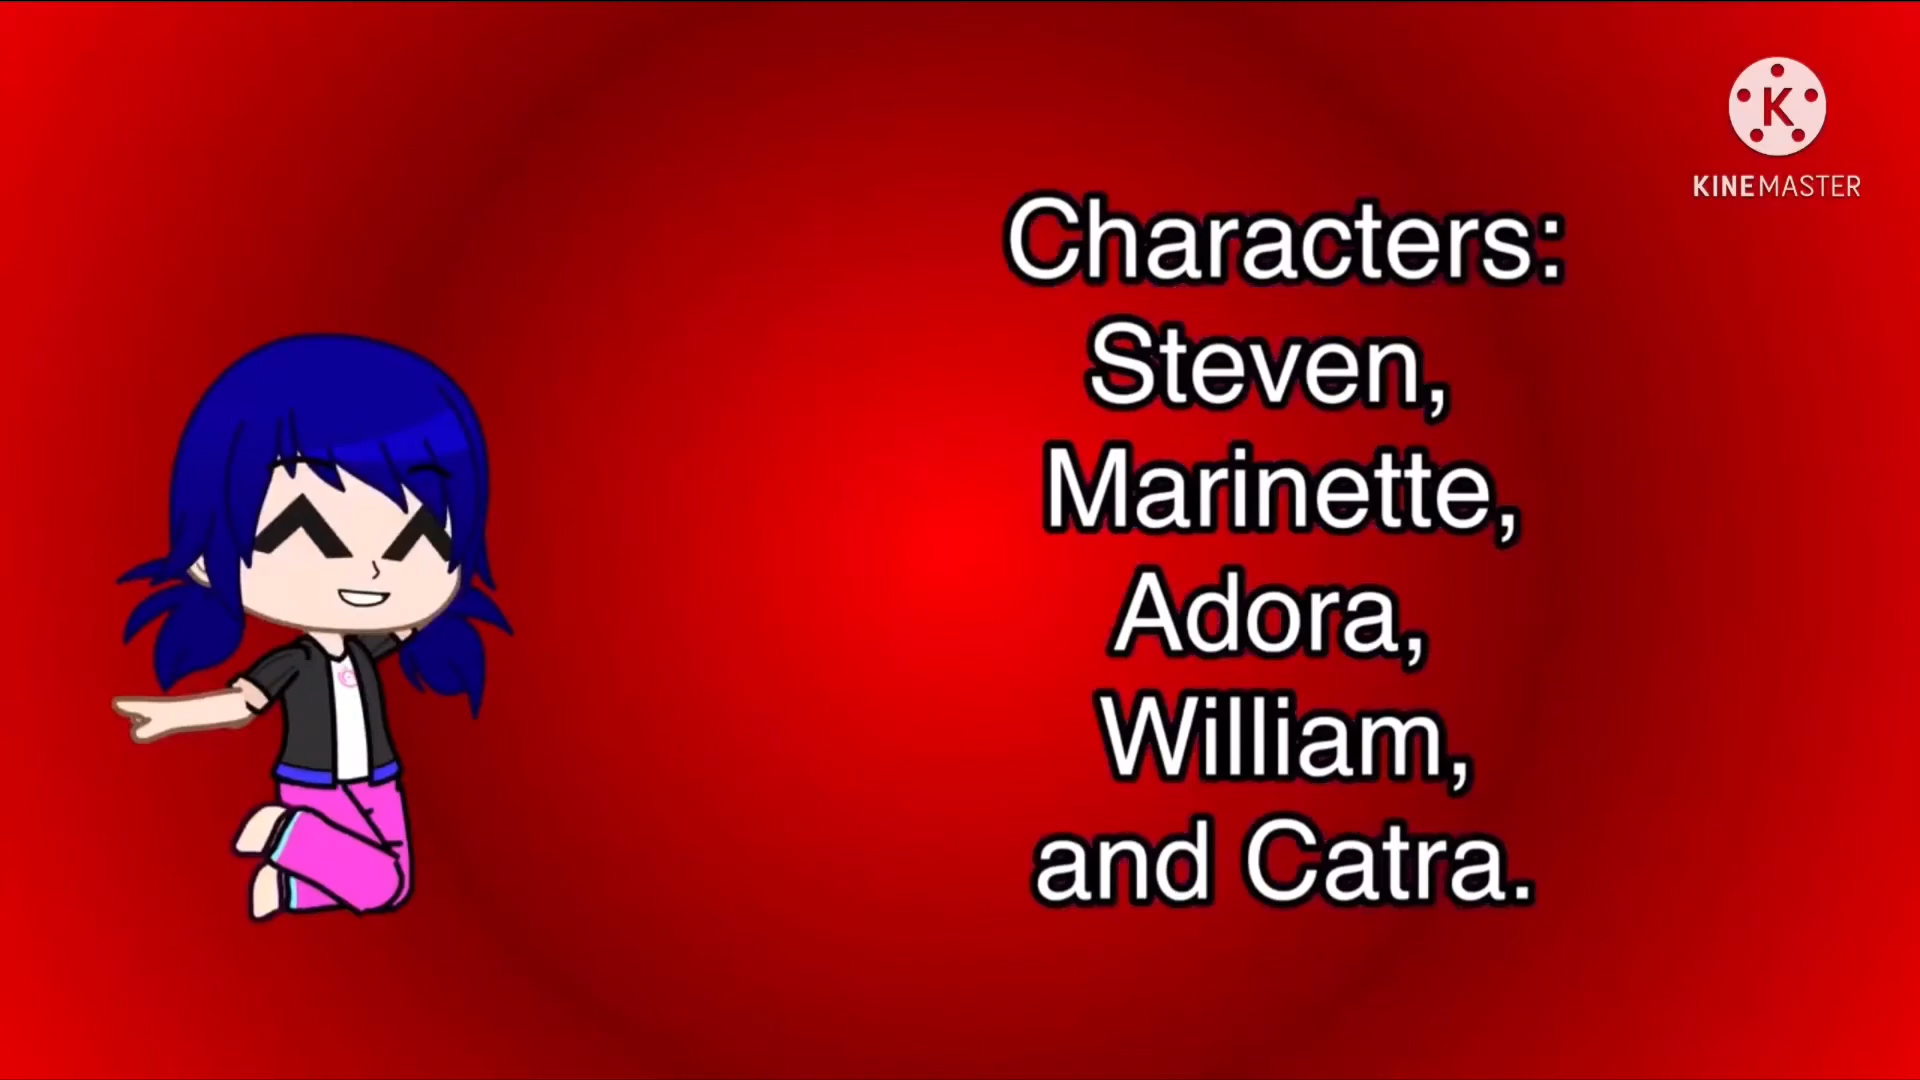 K
KINEMASTER
Characters:
Steven,
Marinette,
Adora,
William,
and Catra.